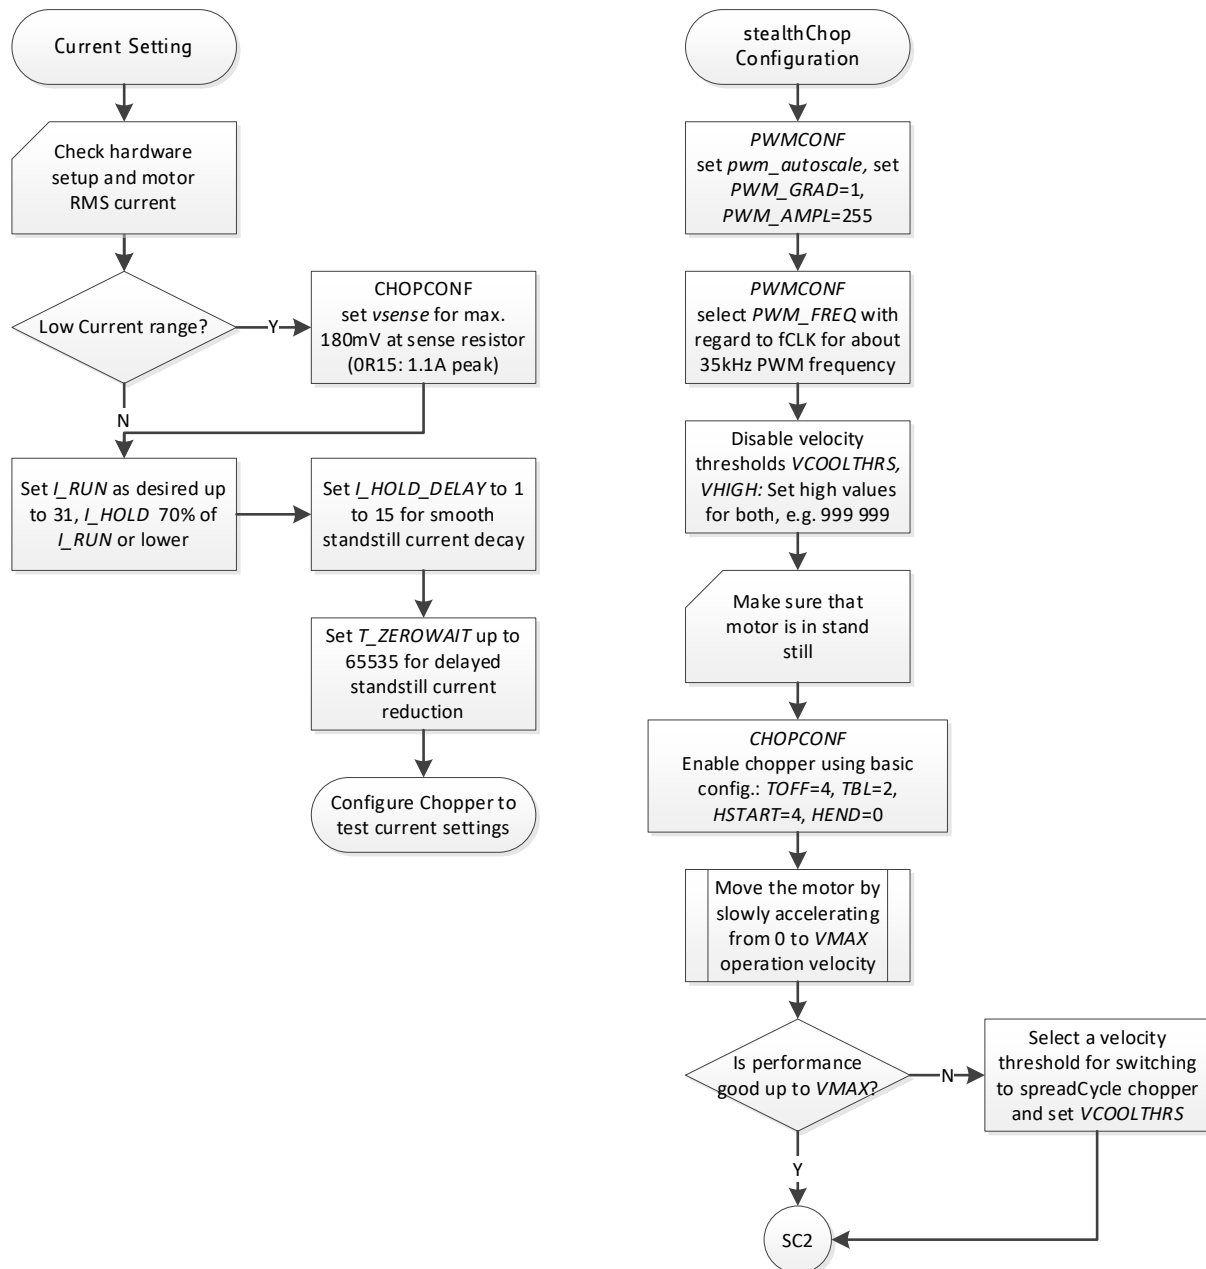 Current Setting
Check hardware
setup and motor
RMS current
Low Current range?
Y
CHOPCONF
set vsense for max.
180mV at sense resistor
(0R15: 1.1A peak)
N
Set I_RUN as desired up
to 31, I_HOLD 70% of
I_RUN or lower
Set I_HOLD_DELAY to 1
to 15 for smooth
standstill current decay
Set T_ZEROWAIT up to
65535 for delayed
standstill current
reduction
Configure Chopper to
test current settings
stealthChop
Configuration
PWMCONF
set pwm_autoscale, set
PWM_GRAD=1,
PWM_AMPL=255
PWMCONF
select PWM_FREQ with
regard to fCLK for about
35kHz PWM frequency
Disable velocity
thresholds VCOOLTHRS,
VHIGH: Set high values
for both, e.g. 999 999
Make sure that
motor is in stand
still
CHOPCONF
Enable chopper using basic
config.: TOFF=4, TBL=2,
HSTART=4, HEND=0
Move the motor by
slowly accelerating
from 0 to VMAX
operation velocity
Is performance
good up to VMAX?
N
Select a velocity
threshold for switching
to spreadCycle chopper
and set VCOOLTHRS
Y
SC2